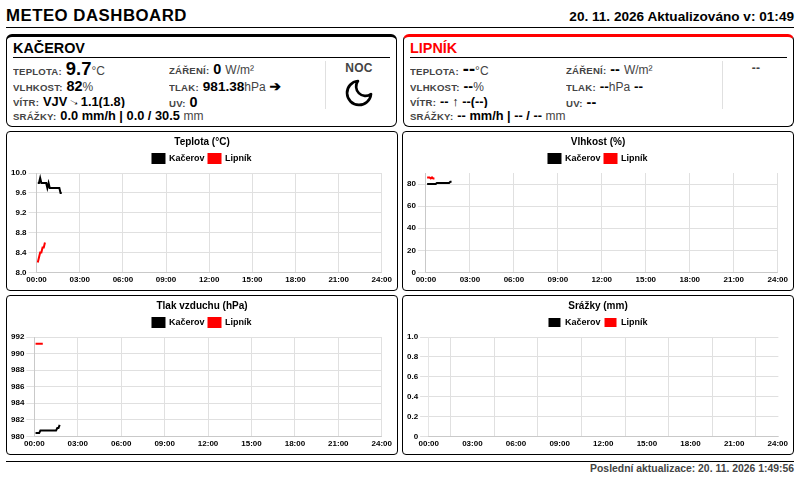 METEO DASHBOARD
20. 11. 2026 Aktualizováno v: 01:49
KAČEROV
TEPLOTA: 9.7°C
ZÁŘENÍ: 0 W/m²
NOC
VLHKOST: 82%
TLAK: 981.38hPa ➔
VÍTR: VJV → 1.1(1.8)
UV: 0
SRÁŽKY: 0.0 mm/h | 0.0 / 30.5 mm
LIPNÍK
TEPLOTA: --°C
ZÁŘENÍ: -- W/m²
--
VLHKOST: --%
TLAK: --hPa --
VÍTR: -- ↑ --(--)
UV: --
SRÁŽKY: -- mm/h | -- / -- mm
Teplota (°C)
Kačerov Lipník
10.0
9.6
9.2
8.8
8.4
8.0
00:00 03:00 06:00 09:00 12:00 15:00 18:00 21:00 24:00
Vlhkost (%)
Kačerov Lipník
80
60
40
20
0
00:00 03:00 06:00 09:00 12:00 15:00 18:00 21:00 24:00
Tlak vzduchu (hPa)
Kačerov Lipník
992
990
988
986
984
982
980
00:00 03:00 06:00 09:00 12:00 15:00 18:00 21:00 24:00
Srážky (mm)
Kačerov Lipník
1.0
0.8
0.6
0.4
0.2
0
00:00 03:00 06:00 09:00 12:00 15:00 18:00 21:00 24:00
Poslední aktualizace: 20. 11. 2026 1:49:56